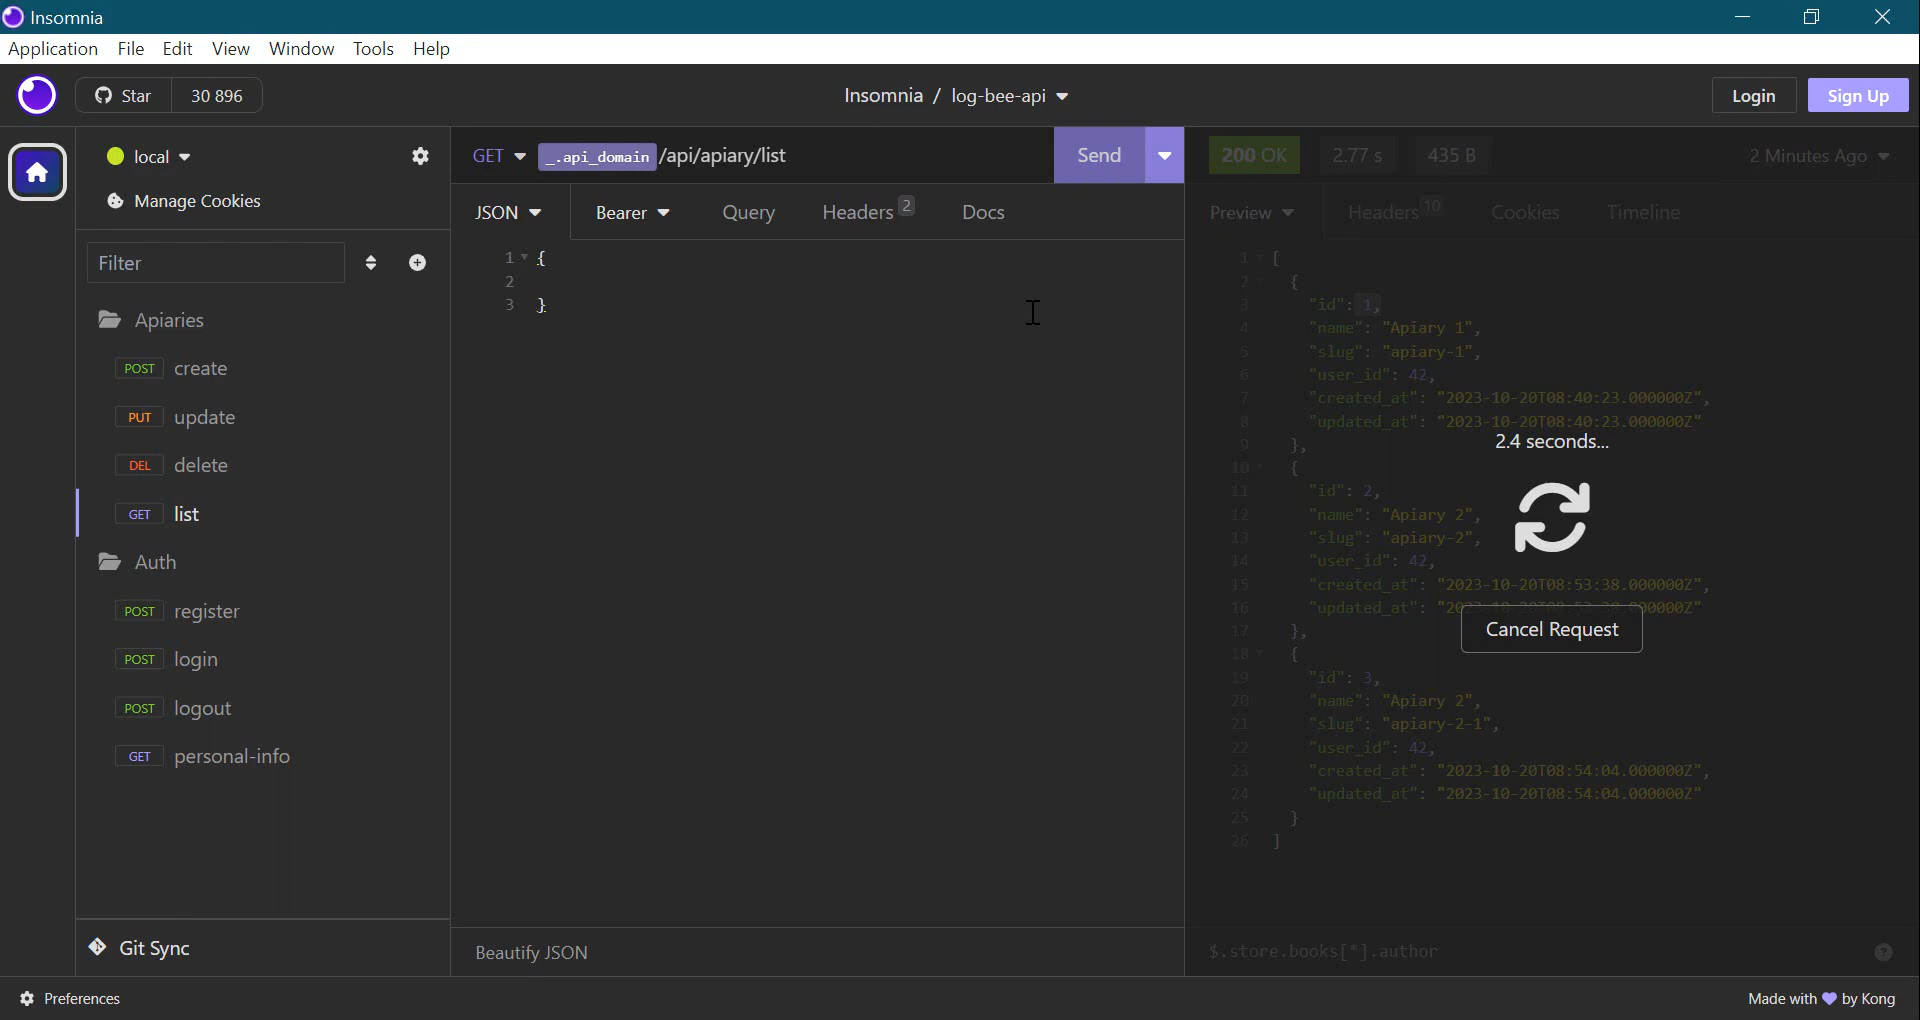 Insomnia
Application File Edit View Window Tools Help
Star 30 896
Insomnia / log-bee-api
Login
Sign Up
local
Manage Cookies
Filter
Apiaries
POST create
PUT update
DEL delete
GET list
Auth
POST register
POST login
POST logout
GET personal-info
Git Sync
GET _.api_domain /api/apiary/list
Send
JSON Bearer Query Headers 2 Docs
1 {
2
3 }
Beautify JSON
200 OK 2.77 s 435 B 2 Minutes Ago
Preview Headers 10 Cookies Timeline
1 [
2 {
3 "id": 1,
4 "name": "Apiary 1",
5 "slug": "apiary-1",
6 "user_id": 42,
7 "created_at": "2023-10-20T08:40:23.000000Z",
8 "updated_at": "2023-10-20T08:40:23.000000Z"
9 },
10 {
11 "id": 2,
12 "name": "Apiary 2",
13 "slug": "apiary-2",
14 "user_id": 42,
15 "created_at": "2023-10-20T08:53:38.000000Z",
16 "updated_at": "2023-10-20T08:53:38.000000Z"
17 },
18 {
19 "id": 3,
20 "name": "Apiary 2",
21 "slug": "apiary-2-1",
22 "user_id": 42,
23 "created_at": "2023-10-20T08:54:04.000000Z",
24 "updated_at": "2023-10-20T08:54:04.000000Z"
25 }
26 ]
2.4 seconds...
Cancel Request
$.store.books[*].author
Preferences
Made with 💜 by Kong